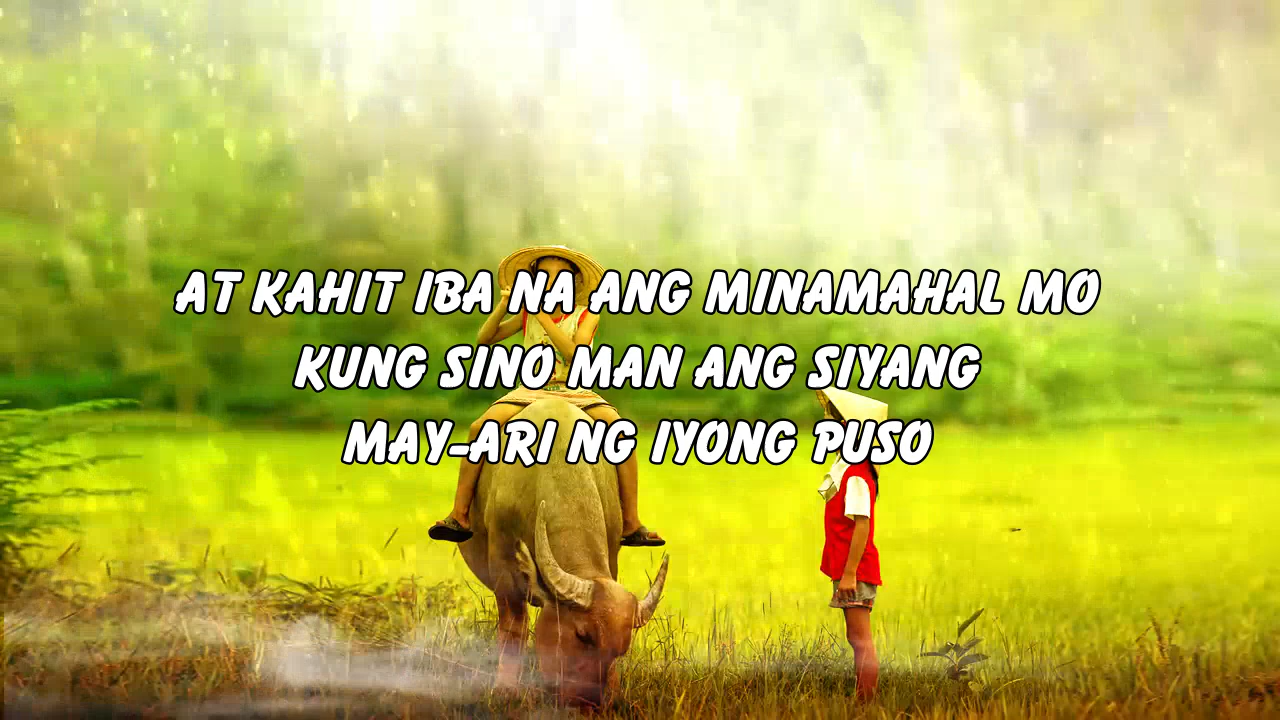 AT KAHIT IBA NA ANG MINAMAHAL MO
KUNG SINO MAN ANG SIYANG
MAY-ARI NG IYONG PUSO